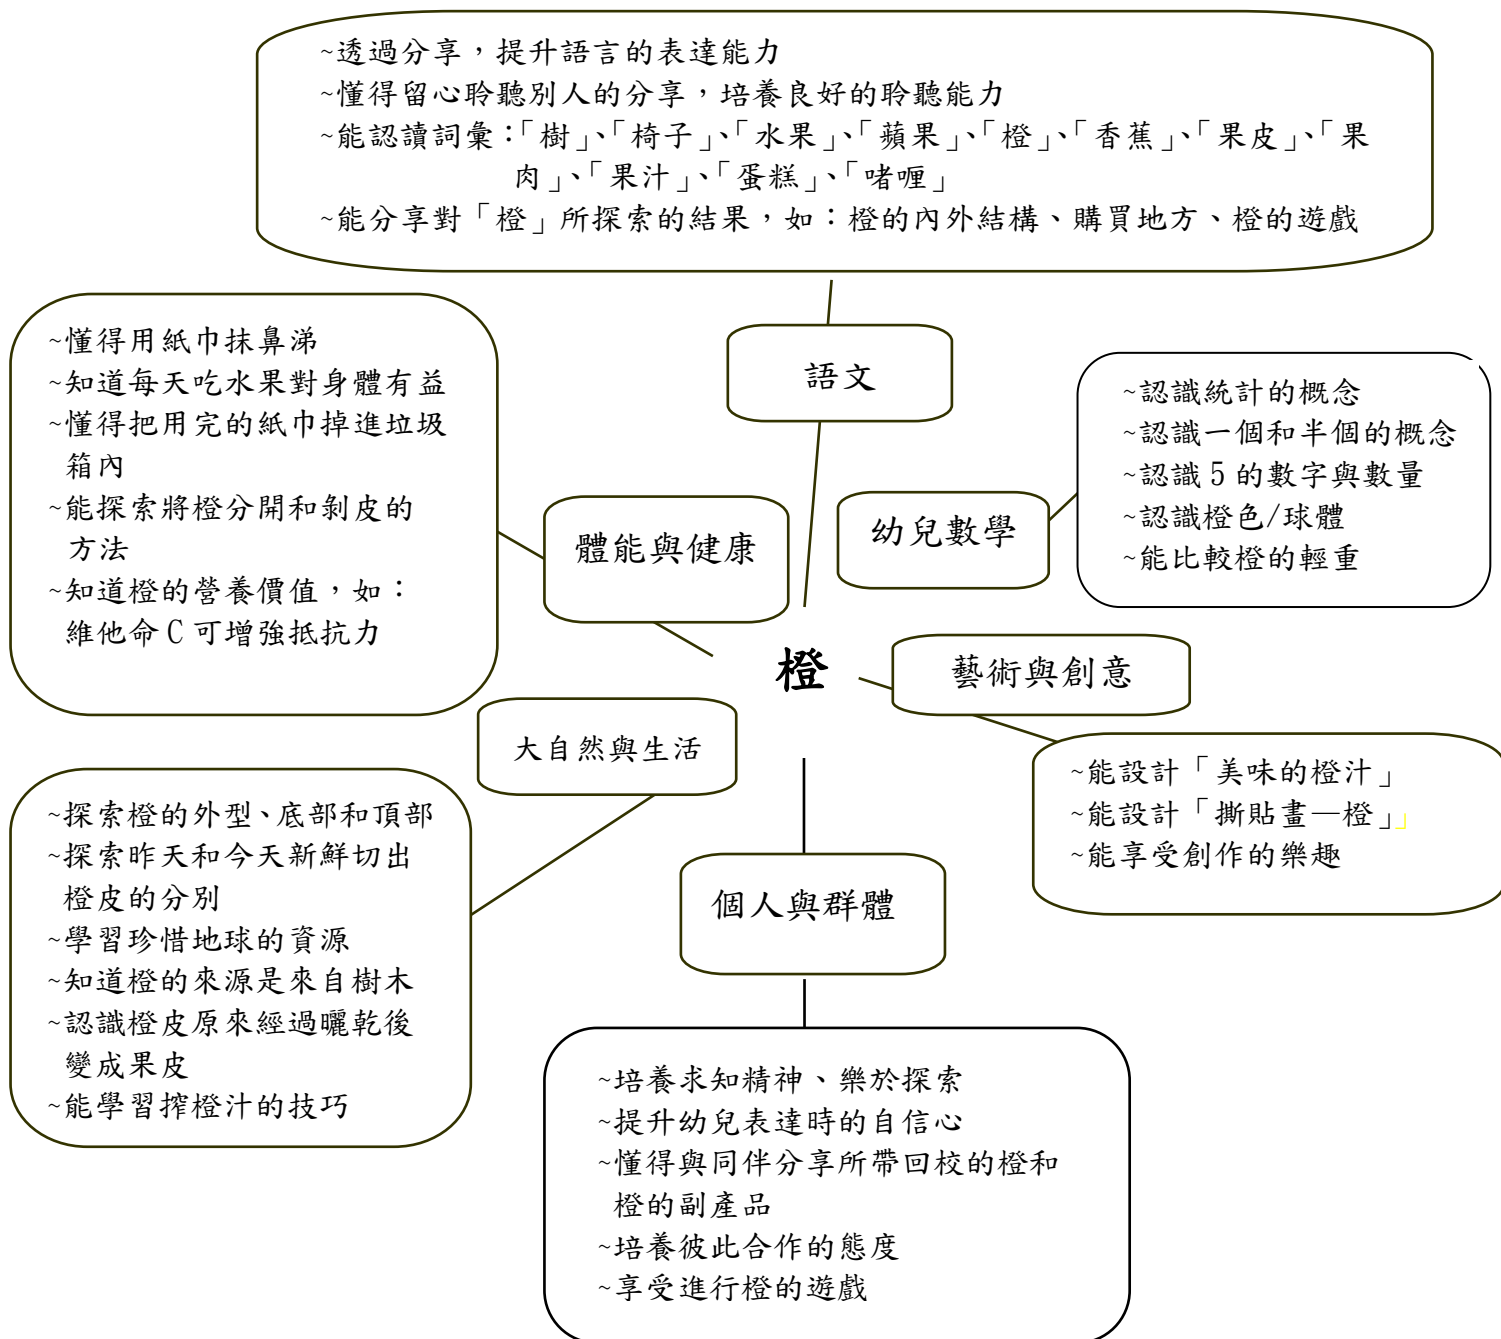 ~透過分享，提升語言的表達能力
~懂得留心聆聽別人的分享，培養良好的聆聽能力
~能認讀詞彙：「樹」、「椅子」、「水果」、「蘋果」、「橙」、「香蕉」、「果皮」、「果
肉」、「果汁」、「蛋糕」、「啫喱」
~能分享對「橙」所探索的結果，如：橙的內外結構、購買地方、橙的遊戲
語文
~懂得用紙巾抹鼻涕
~知道每天吃水果對身體有益
~懂得把用完的紙巾掉進垃圾
箱內
~能探索將橙分開和剝皮的
方法
~知道橙的營養價值，如：
維他命 C 可增強抵抗力
體能與健康
幼兒數學
~認識統計的概念
~認識一個和半個的概念
~認識 5 的數字與數量
~認識橙色/球體
~能比較橙的輕重
橙
藝術與創意
~能設計「美味的橙汁」
~能設計「撕貼畫—橙」」
~能享受創作的樂趣
大自然與生活
~探索橙的外型、底部和頂部
~探索昨天和今天新鮮切出
橙皮的分別
~學習珍惜地球的資源
~知道橙的來源是來自樹木
~認識橙皮原來經過曬乾後
變成果皮
~能學習搾橙汁的技巧
個人與群體
~培養求知精神、樂於探索
~提升幼兒表達時的自信心
~懂得與同伴分享所帶回校的橙和
橙的副產品
~培養彼此合作的態度
~享受進行橙的遊戲